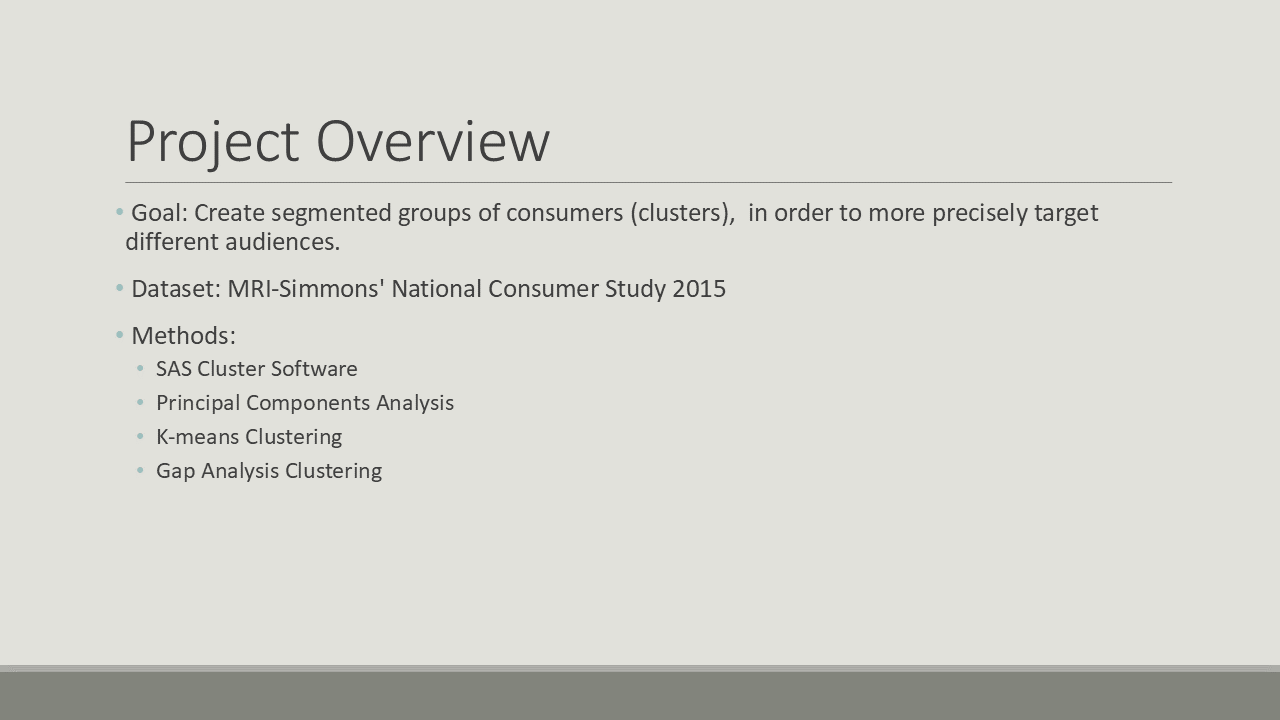 Project Overview
• Goal: Create segmented groups of consumers (clusters),  in order to more precisely target
different audiences.
• Dataset: MRI-Simmons' National Consumer Study 2015
• Methods:
• SAS Cluster Software
• Principal Components Analysis
• K-means Clustering
• Gap Analysis Clustering